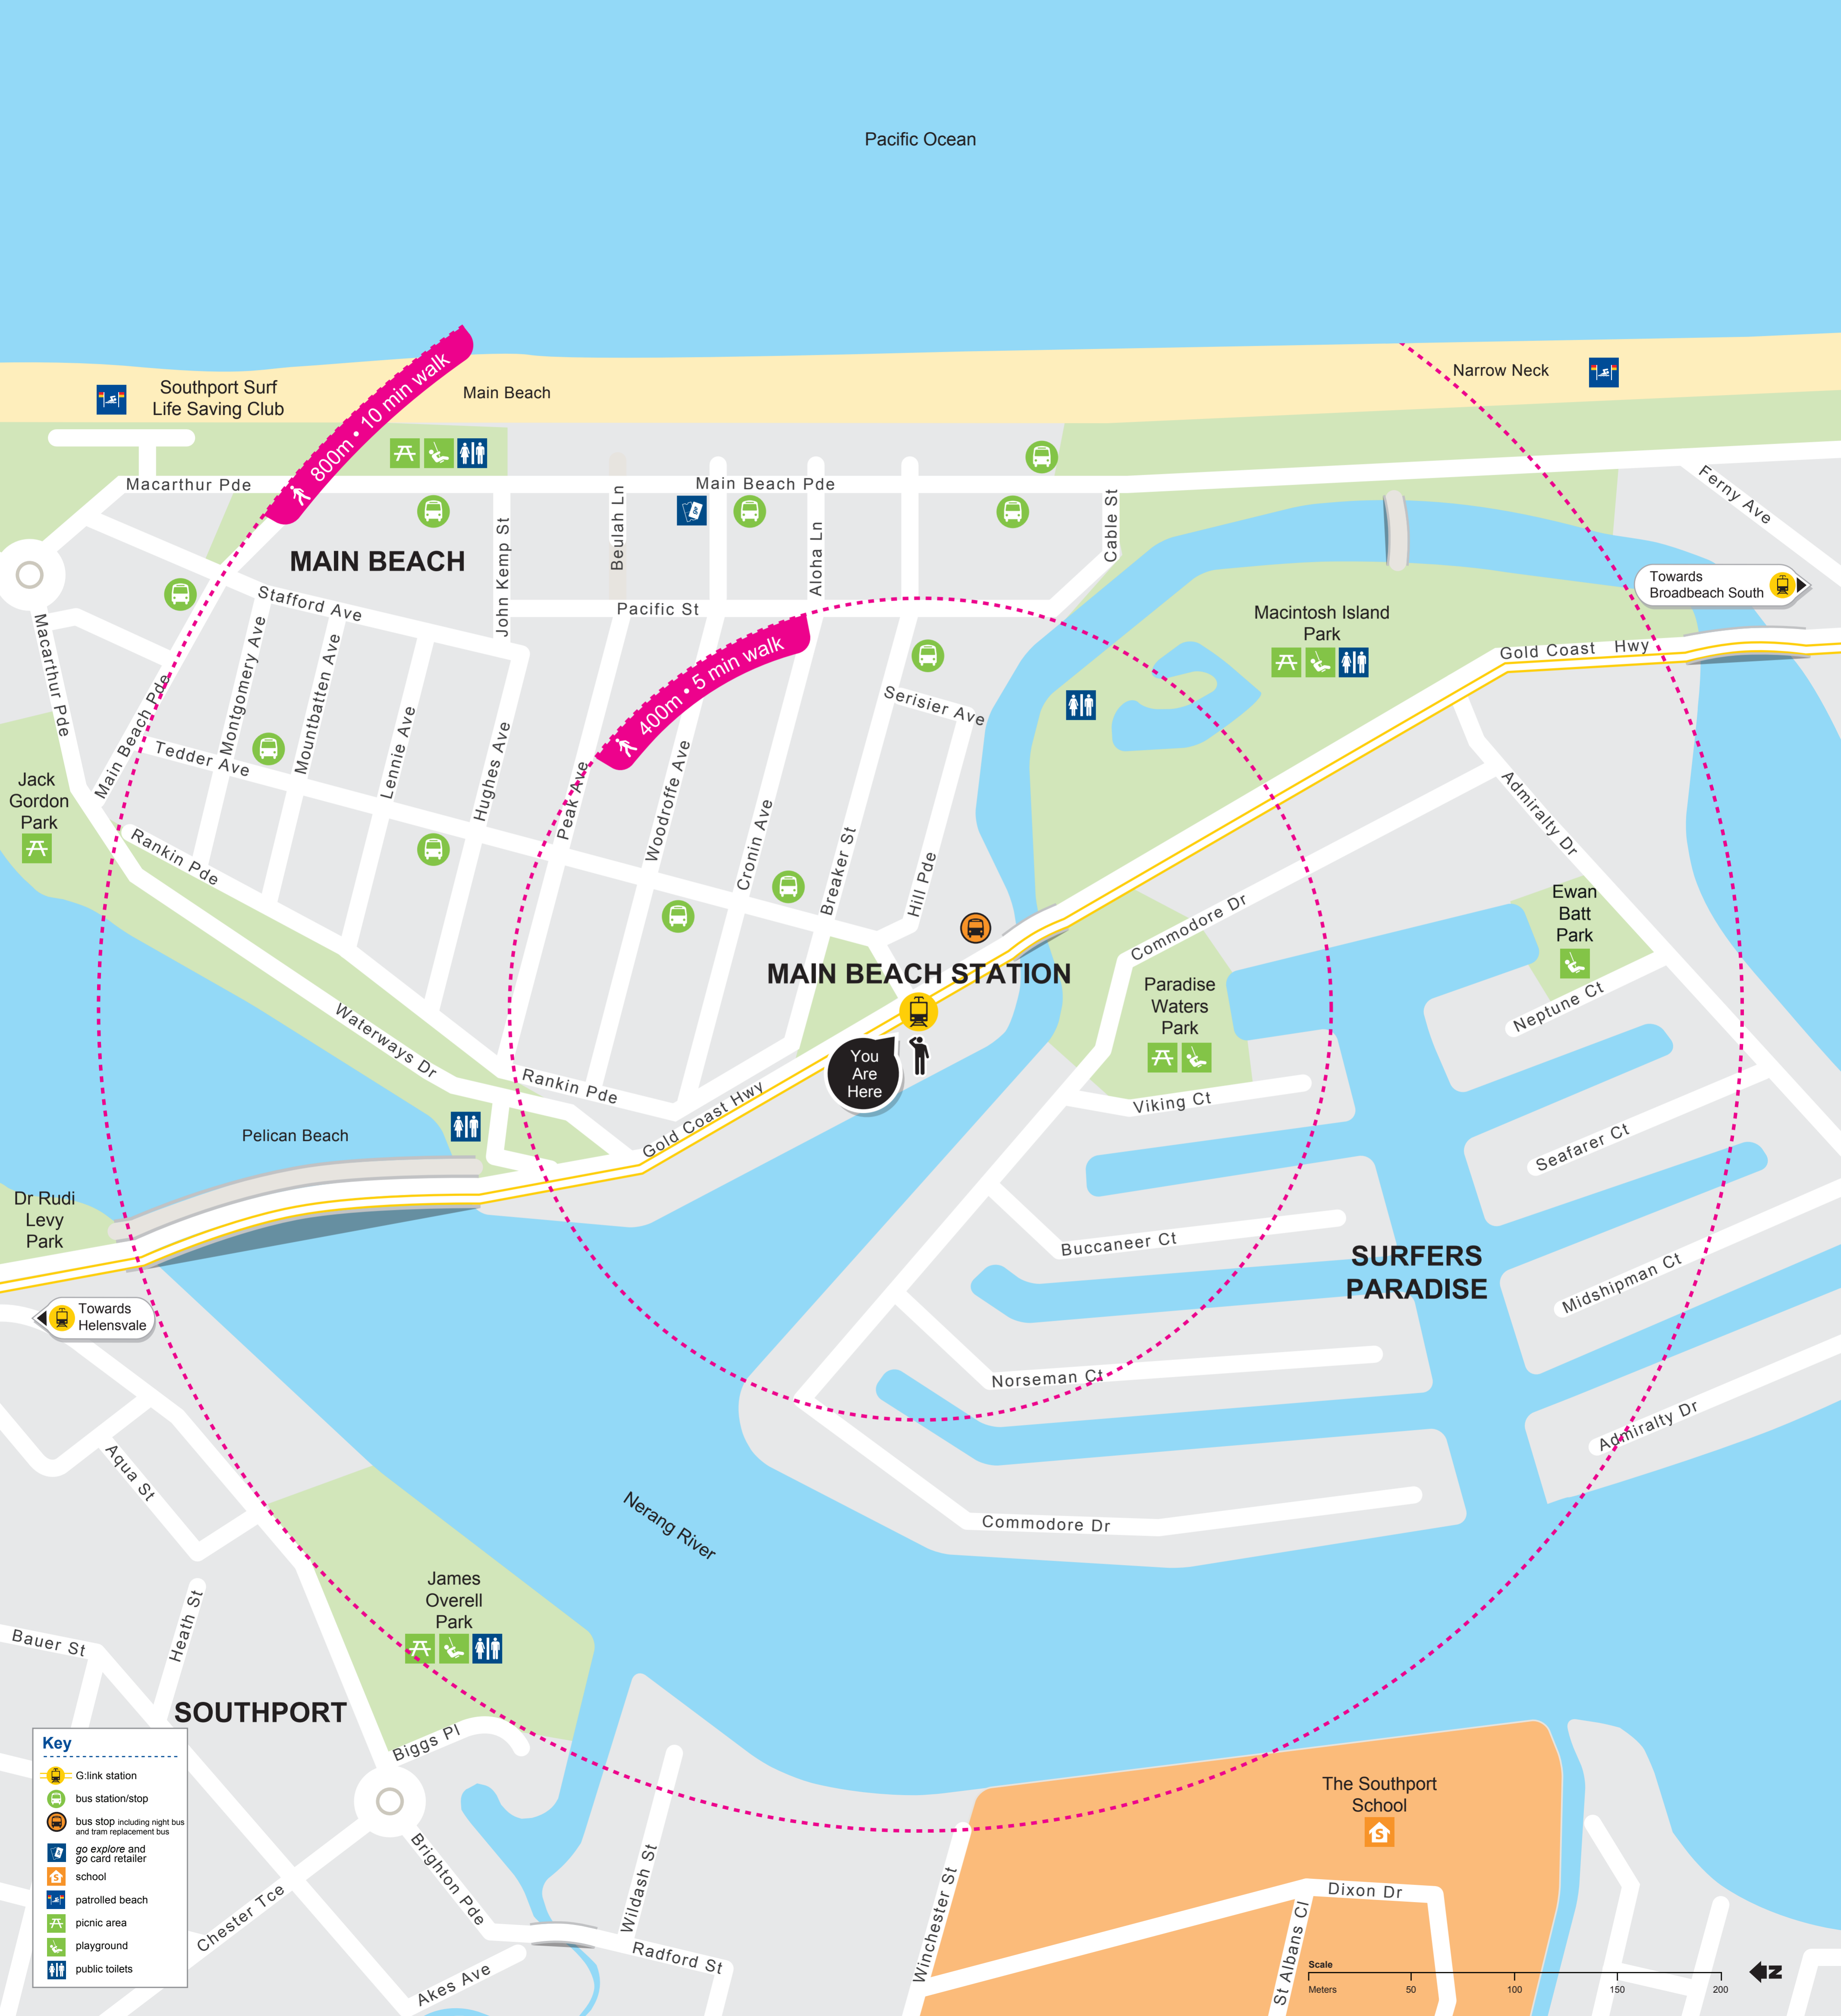 Pacific Ocean
800m • 10 min walk
Southport Surf
Life Saving Club
Main Beach
Narrow Neck
Macarthur Pde
Main Beach Pde
Ferny Ave
MAIN BEACH
John Kemp St
Beulah Ln
Aloha Ln
Cable St
Stafford Ave
Pacific St
Macintosh Island
Park
Towards
Broadbeach South
Gold Coast Hwy
Macarthur Pde
Main Beach Pde
Montgomery Ave
Mountbatten Ave
Lennie Ave
Hughes Ave
Peak Ave
400m • 5 min walk
Woodroffe Ave
Cronin Ave
Breaker St
Hill Pde
Serisier Ave
Tedder Ave
Jack
Gordon
Park
Rankin Pde
Admiralty Dr
Commodore Dr
Ewan
Batt
Park
MAIN BEACH STATION
Paradise
Waters
Park
Neptune Ct
You
Are
Here
Waterways Dr
Rankin Pde
Gold Coast Hwy
Viking Ct
Pelican Beach
Seafarer Ct
Dr Rudi
Levy
Park
Buccaneer Ct
SURFERS
PARADISE
Midshipman Ct
Towards
Helensvale
Norseman Ct
Admiralty Dr
Aqua St
Nerang River
Commodore Dr
James
Overell
Park
Heath St
Bauer St
SOUTHPORT
Biggs Pl
The Southport
School
S
Brighton Pde
Chester Tce
Wildash St
Winchester St
Radford St
Akes Ave
Dixon Dr
St Albans Cl
Key
G:link station
bus station/stop
bus stop including night bus
and tram replacement bus
go explore and
go card retailer
S
school
patrolled beach
picnic area
playground
public toilets
Scale
Meters 50 100 150 200
N